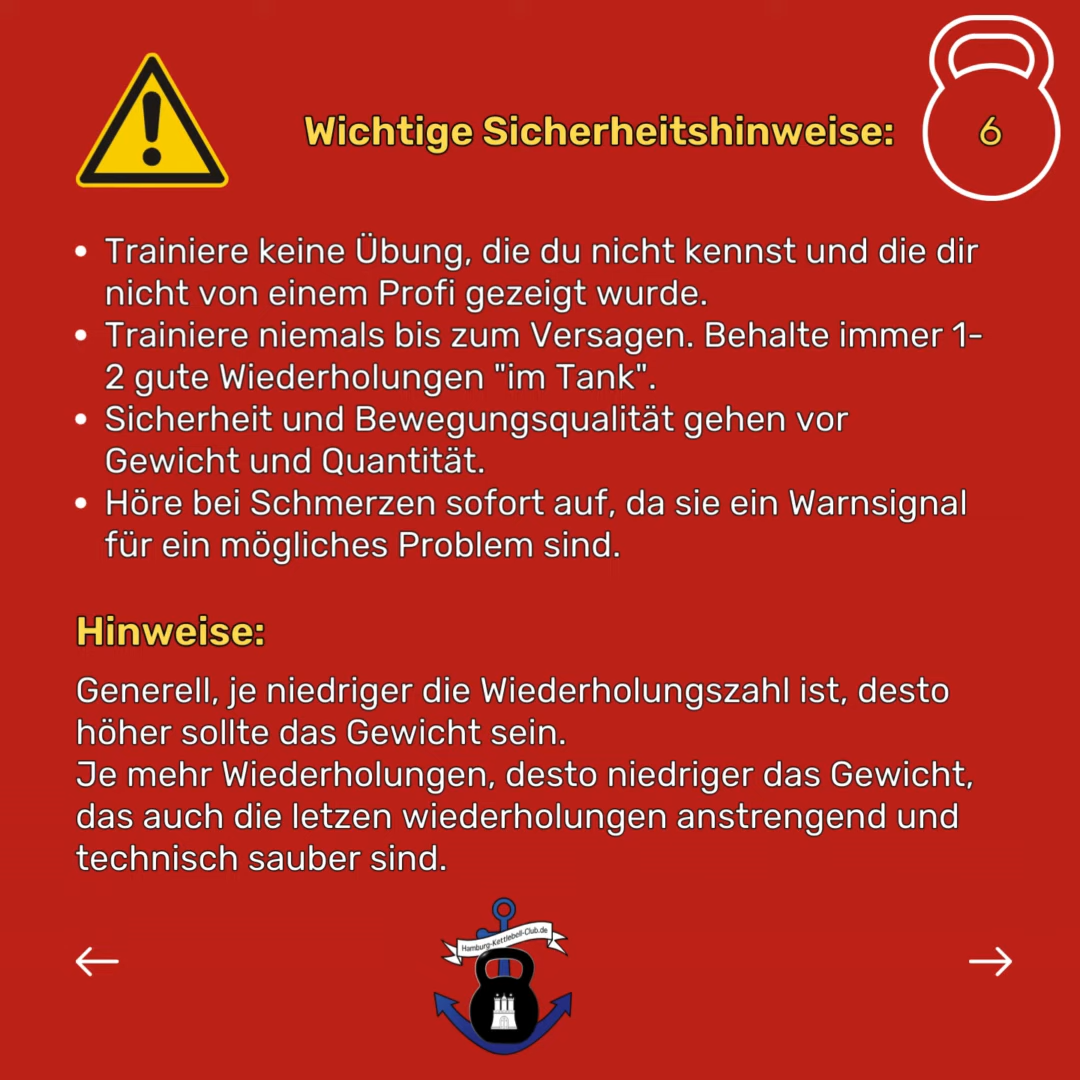 Wichtige Sicherheitshinweise:
6
• Trainiere keine Übung, die du nicht kennst und die dir
nicht von einem Profi gezeigt wurde.
• Trainiere niemals bis zum Versagen. Behalte immer 1-
2 gute Wiederholungen "im Tank".
• Sicherheit und Bewegungsqualität gehen vor
Gewicht und Quantität.
• Höre bei Schmerzen sofort auf, da sie ein Warnsignal
für ein mögliches Problem sind.
Hinweise:
Generell, je niedriger die Wiederholungszahl ist, desto
höher sollte das Gewicht sein.
Je mehr Wiederholungen, desto niedriger das Gewicht,
das auch die letzen wiederholungen anstrengend und
technisch sauber sind.
Hamburg-Kettlebell-Club.de